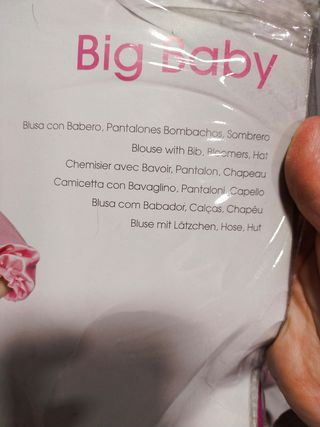 Big Baby
Blusa con Babero, Pantalones Bombachos, Sombrero
Blouse with Bib, Bloomers, Hat
Chemisier avec Bavoir, Pantalon, Chapeau
Camicetta con Bavaglino, Pantaloni, Capello
Blusa com Babador, Calças, Chapéu
Bluse mit Lätzchen, Hose, Hut